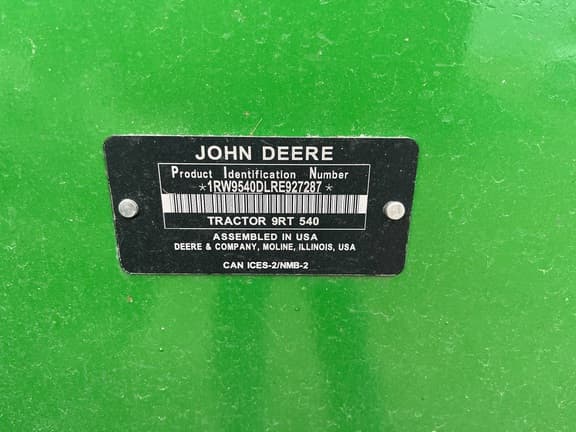 JOHN DEERE
Product Identification Number
*1RW9540DLRE927287*
TRACTOR 9RT 540
ASSEMBLED IN USA
DEERE & COMPANY, MOLINE, ILLINOIS, USA
CAN ICES-2/NMB-2